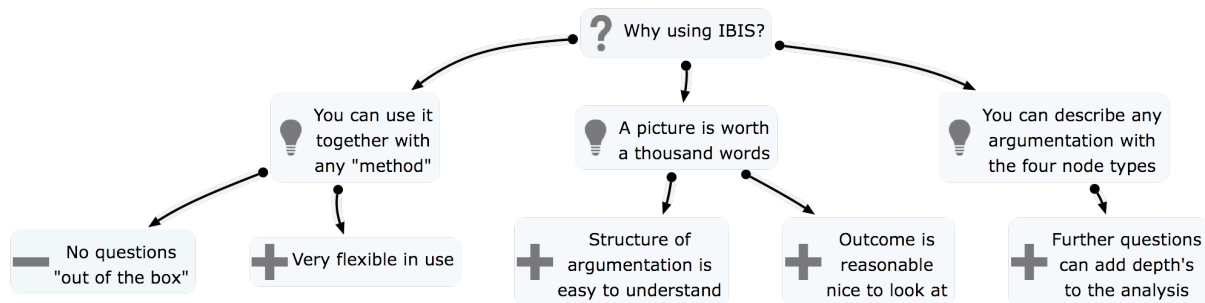 Why using IBIS?
You can use it
together with
any "method"
A picture is worth
a thousand words
You can describe any
argumentation with
the four node types
No questions
"out of the box"
Very flexible in use
Structure of
argumentation is
easy to understand
Outcome is
reasonable
nice to look at
Further questions
can add depth's
to the analysis